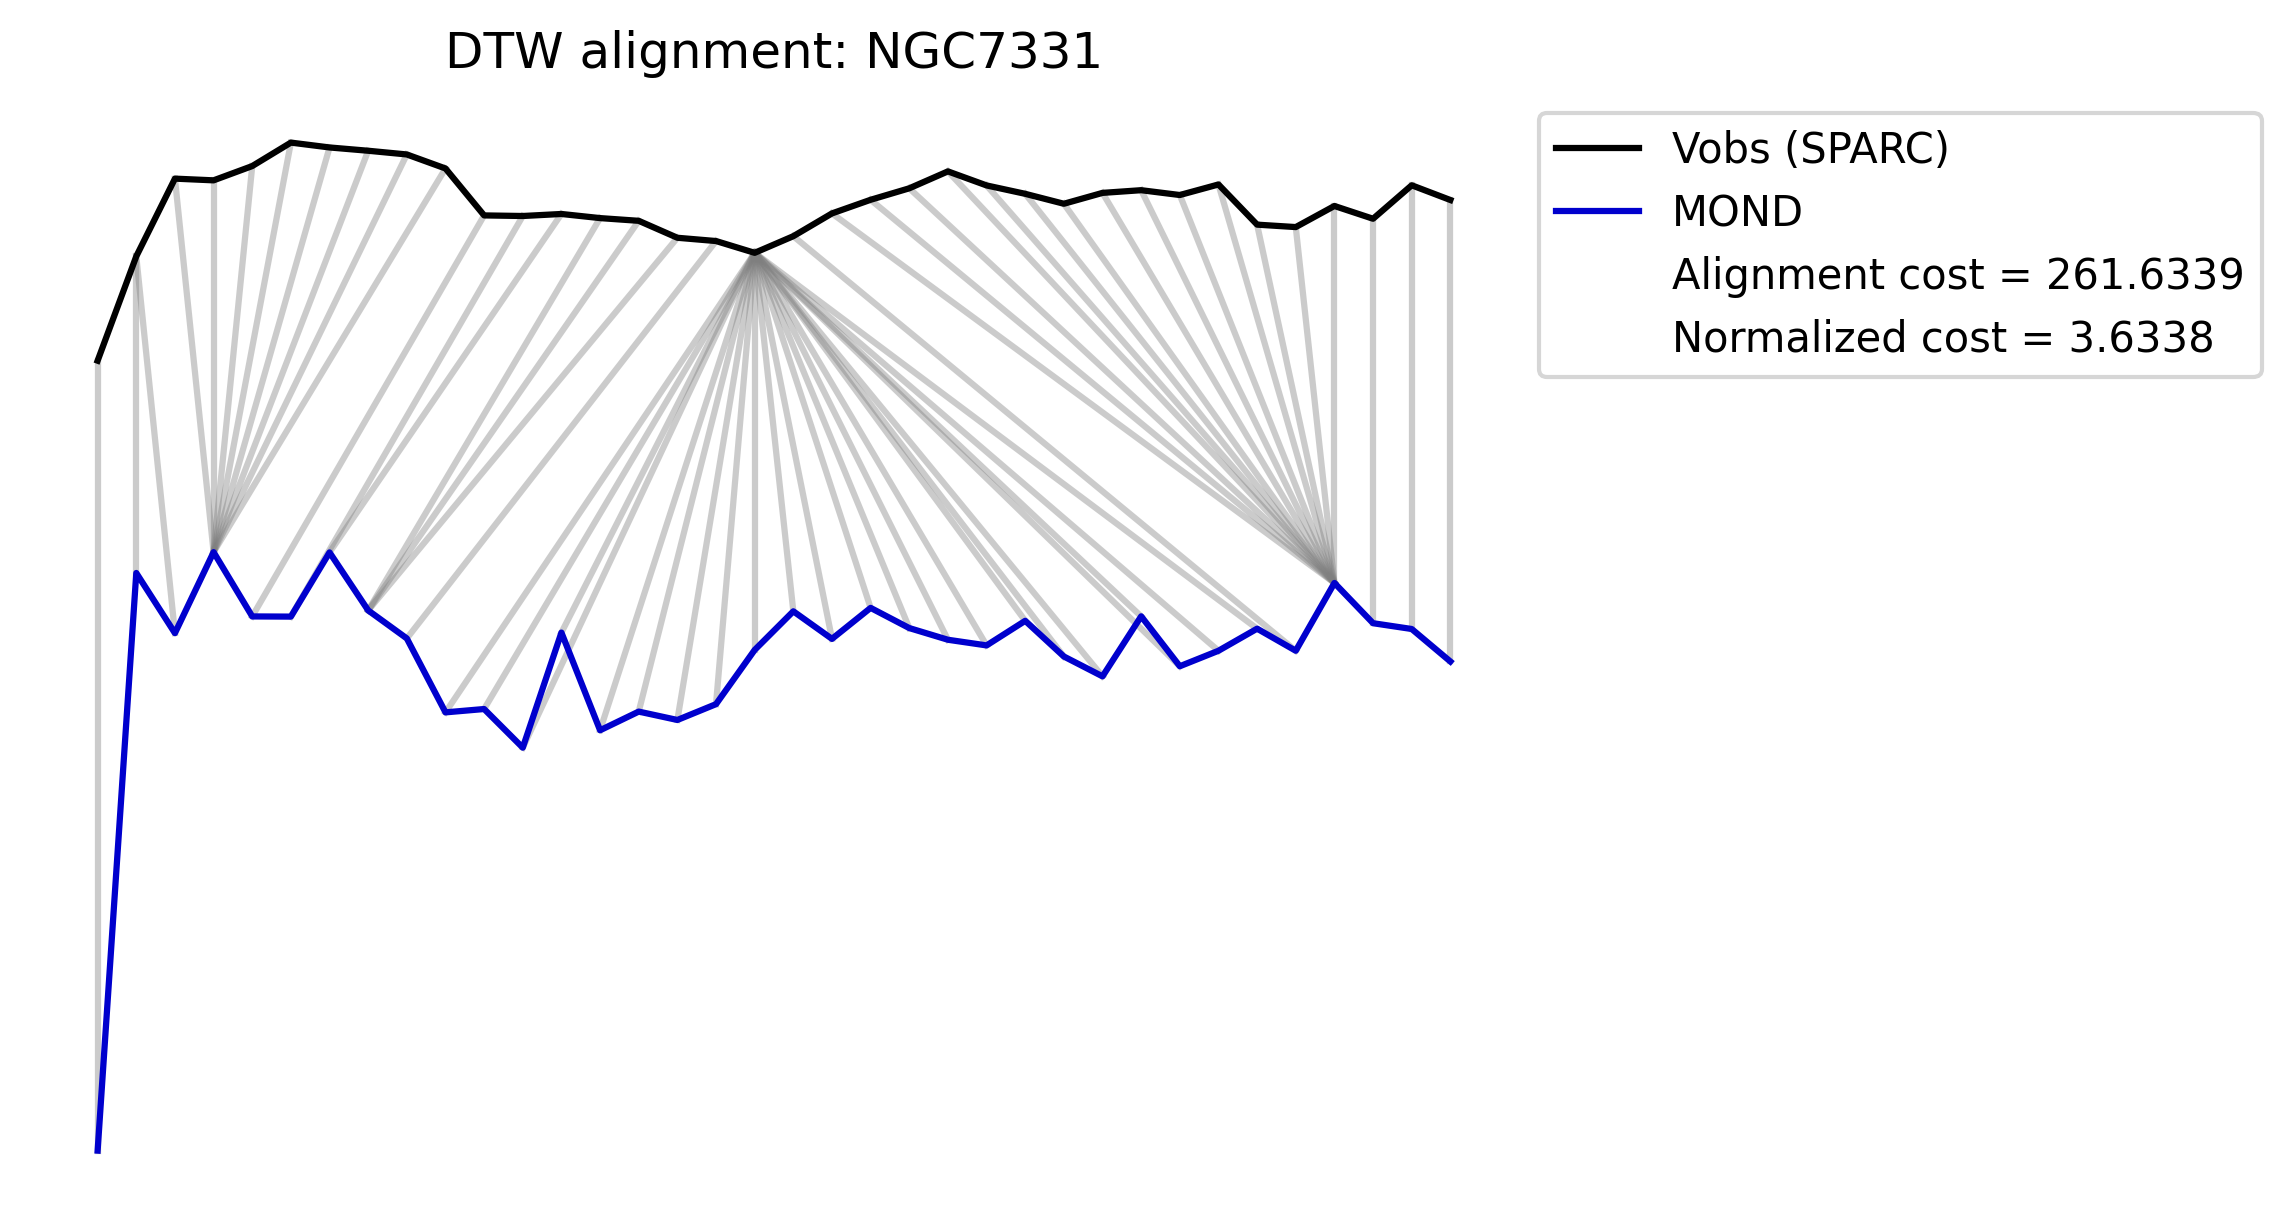 DTW alignment: NGC7331
Vobs (SPARC)
MOND
Alignment cost = 261.6339
Normalized cost = 3.6338